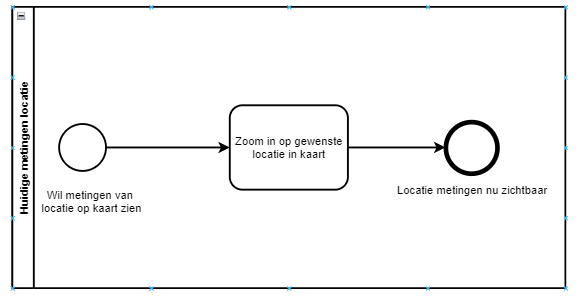 Huidige metingen locatie
Wil metingen van
locatie op kaart zien
Zoom in op gewenste
locatie in kaart
Locatie metingen nu zichtbaar